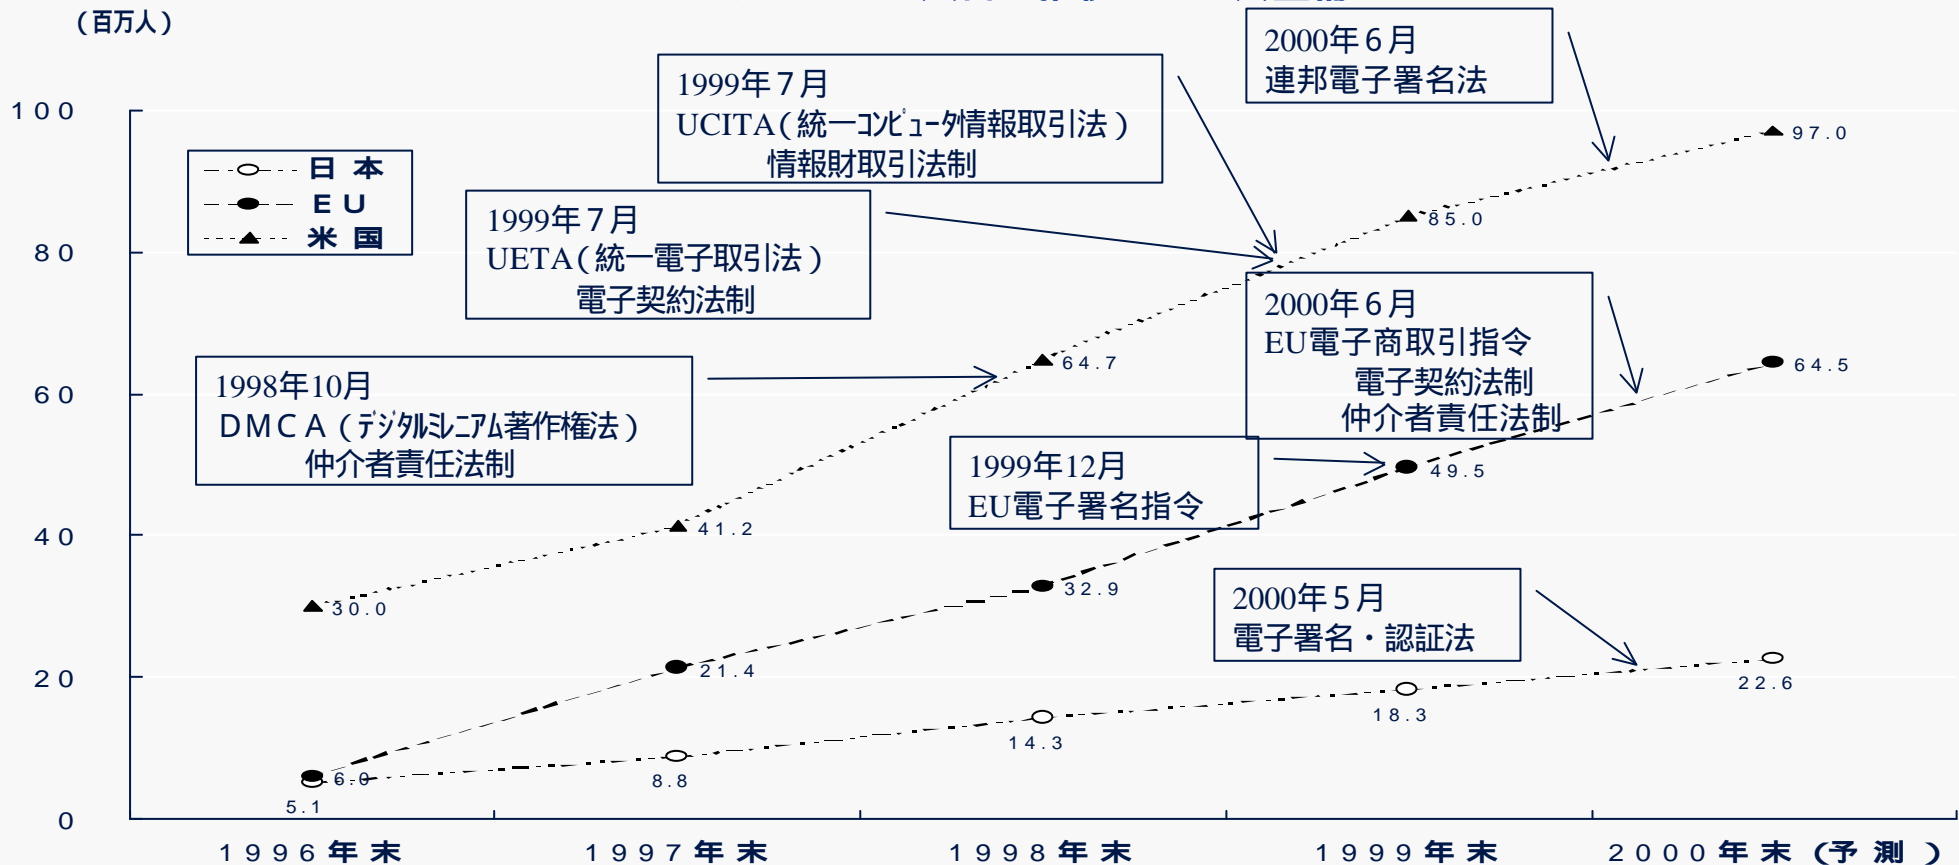 (百万人)
100
80
60
40
20
0
日本
EU
米国
1999年7月
UCITA(統一ｺﾝﾋﾟｭｰﾀ情報取引法)
情報財取引法制
2000年6月
連邦電子署名法
1999年7月
UETA(統一電子取引法)
電子契約法制
1998年10月
DMCA(ﾃﾞｼﾞﾀﾙﾐﾚﾆｱﾑ著作権法)
仲介者責任法制
2000年6月
EU電子商取引指令
電子契約法制
仲介者責任法制
1999年12月
EU電子署名指令
2000年5月
電子署名・認証法
30.0
41.2
64.7
85.0
97.0
6.0
21.4
32.9
49.5
64.5
5.1
8.8
14.3
18.3
22.6
1996年末
1997年末
1998年末
1999年末
2000年末(予測)